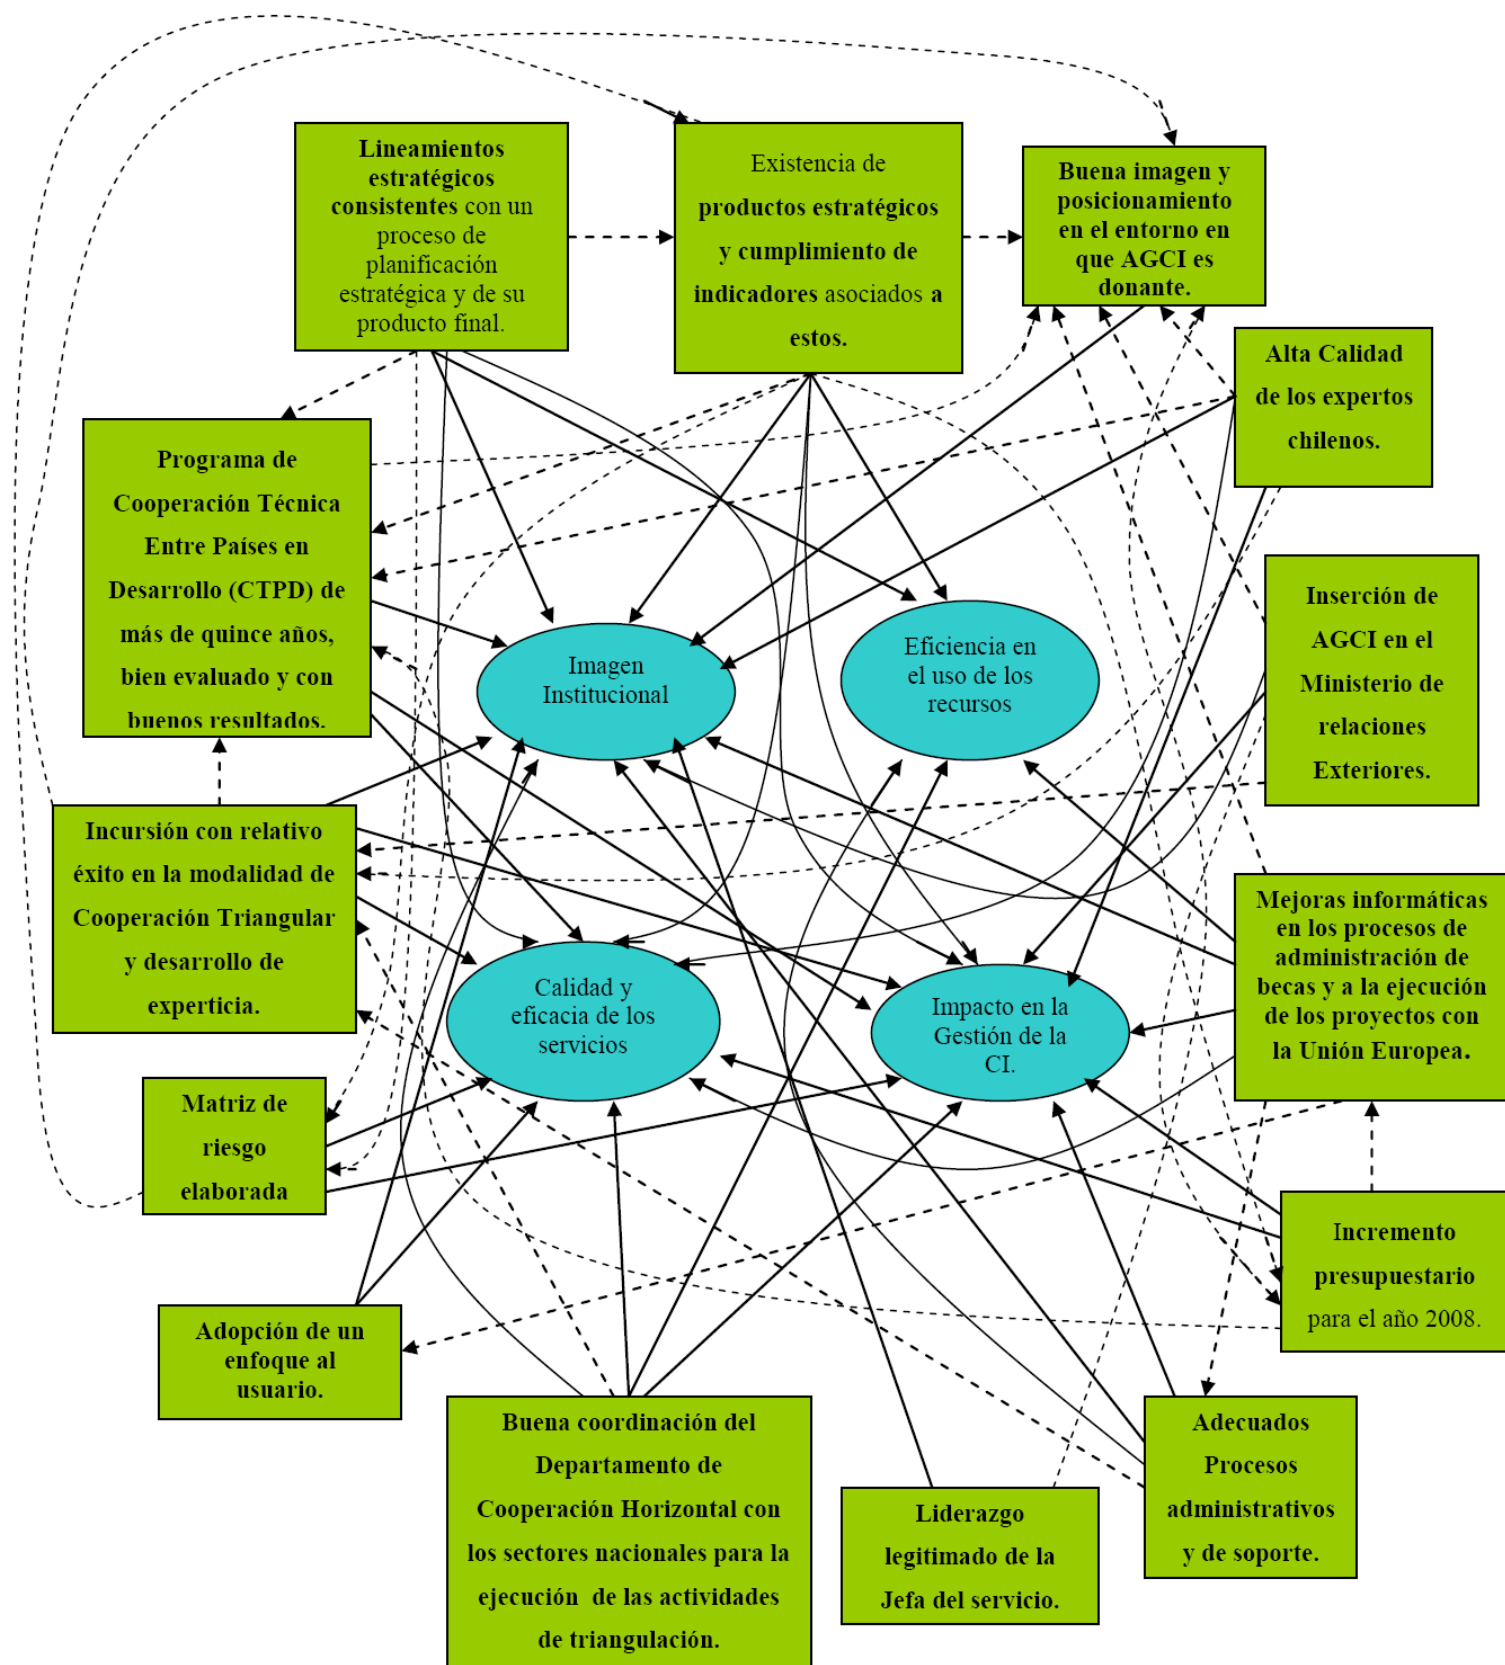 Lineamientos
estratégicos
consistentes con un
proceso de
planificación
estratégica y de su
producto final.
Existencia de
productos estratégicos
y cumplimiento de
indicadores asociados a
estos.
Buena imagen y
posicionamiento
en el entorno en
que AGCI es
donante.
Alta Calidad
de los expertos
chilenos.
Programa de
Cooperación Técnica
Entre Países en
Desarrollo (CTPD) de
más de quince años,
bien evaluado y con
buenos resultados.
Imagen
Institucional
Eficiencia en
el uso de los
recursos
Inserción de
AGCI en el
Ministerio de
relaciones
Exteriores.
Incursión con relativo
éxito en la modalidad de
Cooperación Triangular
y desarrollo de
experticia.
Calidad y
eficacia de los
servicios
Impacto en la
Gestión de la
CI.
Mejoras informáticas
en los procesos de
administración de
becas y a la ejecución
de los proyectos con
la Unión Europea.
Matriz de
riesgo
elaborada
Incremento
presupuestario
para el año 2008.
Adopción de un
enfoque al
usuario.
Buena coordinación del
Departamento de
Cooperación Horizontal con
los sectores nacionales para la
ejecución de las actividades
de triangulación.
Liderazgo
legitimado de la
Jefa del servicio.
Adecuados
Procesos
administrativos
y de soporte.